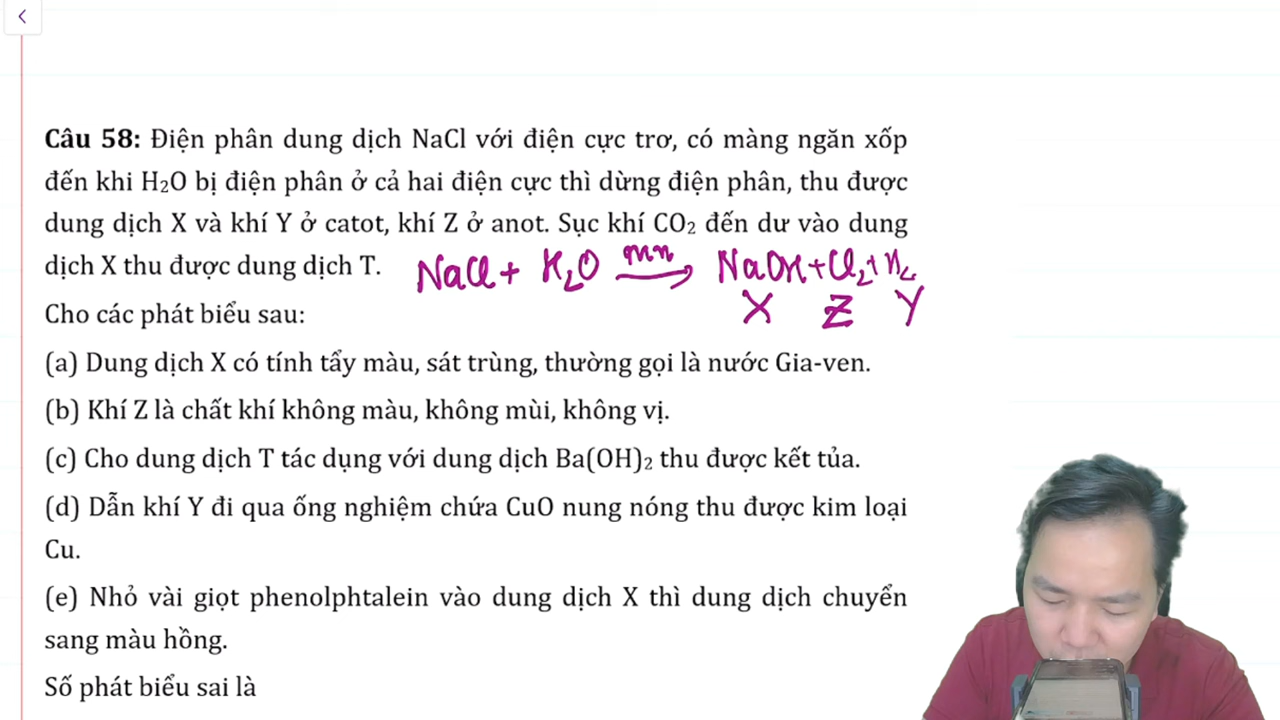 Câu 58: Điện phân dung dịch NaCl với điện cực trơ, có màng ngăn xốp
đến khi H₂O bị điện phân ở cả hai điện cực thì dừng điện phân, thu được
dung dịch X và khí Y ở catot, khí Z ở anot. Sục khí CO₂ đến dư vào dung
dịch X thu được dung dịch T.
NaCl + H₂O mn → NaOH + Cl₂ + H₂
X Z Y
Cho các phát biểu sau:
(a) Dung dịch X có tính tẩy màu, sát trùng, thường gọi là nước Gia-ven.
(b) Khí Z là chất khí không màu, không mùi, không vị.
(c) Cho dung dịch T tác dụng với dung dịch Ba(OH)₂ thu được kết tủa.
(d) Dẫn khí Y đi qua ống nghiệm chứa CuO nung nóng thu được kim loại
Cu.
(e) Nhỏ vài giọt phenolphtalein vào dung dịch X thì dung dịch chuyển
sang màu hồng.
Số phát biểu sai là